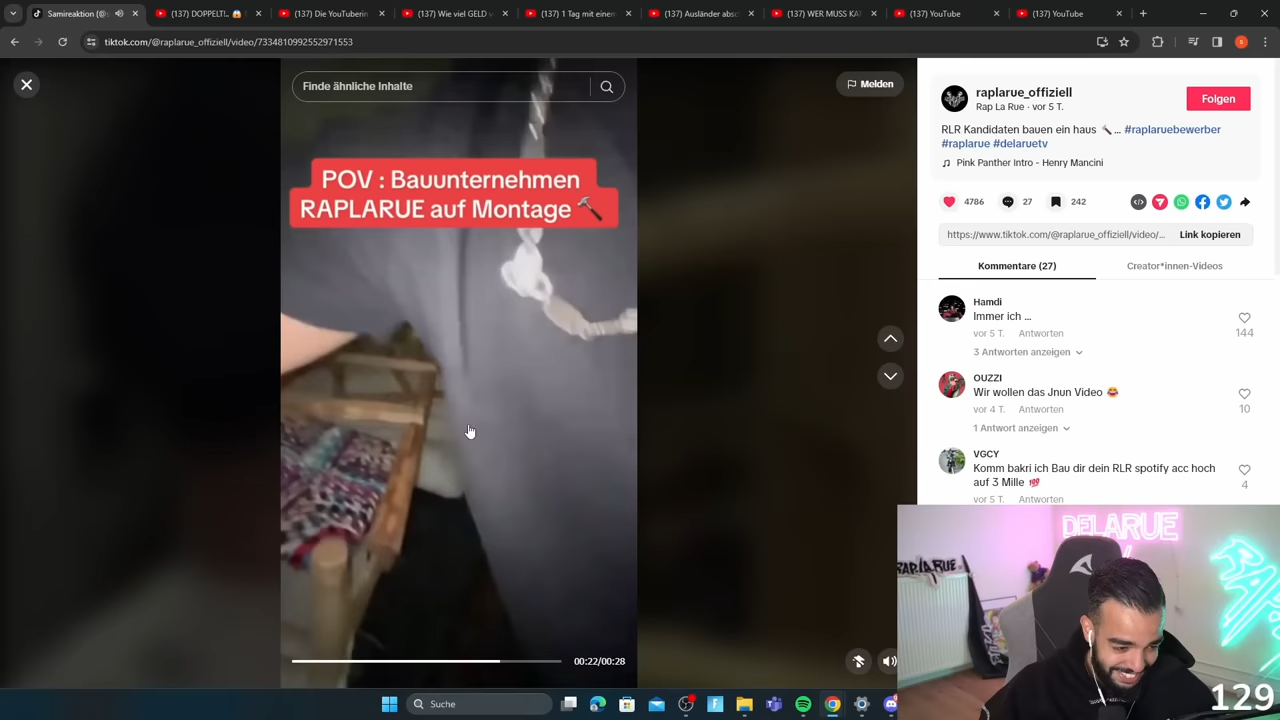 Samireaktion
(137) DOPPELT!..
(137) Die YouTuberin
(137) Wie viel GELD
(137) 1 Tag mit einem
(137) Ausländer
(137) WER MUSS
(137) YouTube
(137) YouTube
tiktok.com/@raplarue_offiziell/video/7334810992552971553
Finde ähnliche Inhalte
Melden
POV : Bauunternehmen
RAPLARUE auf Montage 🔨
00:22/00:28
raplarue_offiziell
Rap La Rue · vor 5 T.
Folgen
RLR Kandidaten bauen ein haus 🔨... #raplaruebewerber
#raplarue #delaruetv
Pink Panther Intro - Henry Mancini
4786
27
242
https://www.tiktok.com/@raplarue_offiziell/video/...
Link kopieren
Kommentare (27)
Creator*innen-Videos
Hamdi
Immer ich ...
vor 5 T. Antworten
144
3 Antworten anzeigen
OUZZI
Wir wollen das Jnun Video 😂
vor 4 T. Antworten
10
1 Antwort anzeigen
VGCY
Komm bakri ich Bau dir dein RLR spotify acc hoch
auf 3 Mille 💯
4
vor 5 T. Antworten
DELARUE
RAP LA RUE
129
Suche